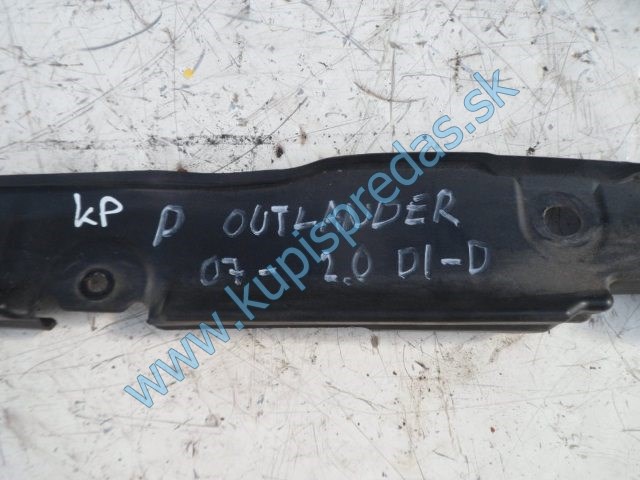 KP P OUTLANDER
07- 2.0 DI-D
www.kupispredas.sk